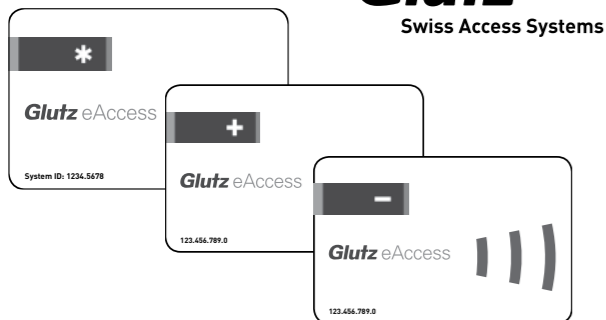 Glutz
Swiss Access Systems
*
Glutz eAccess
System ID: 1234.5678
+
Glutz eAccess
123.456.789.0
-
Glutz eAccess
123.456.789.0